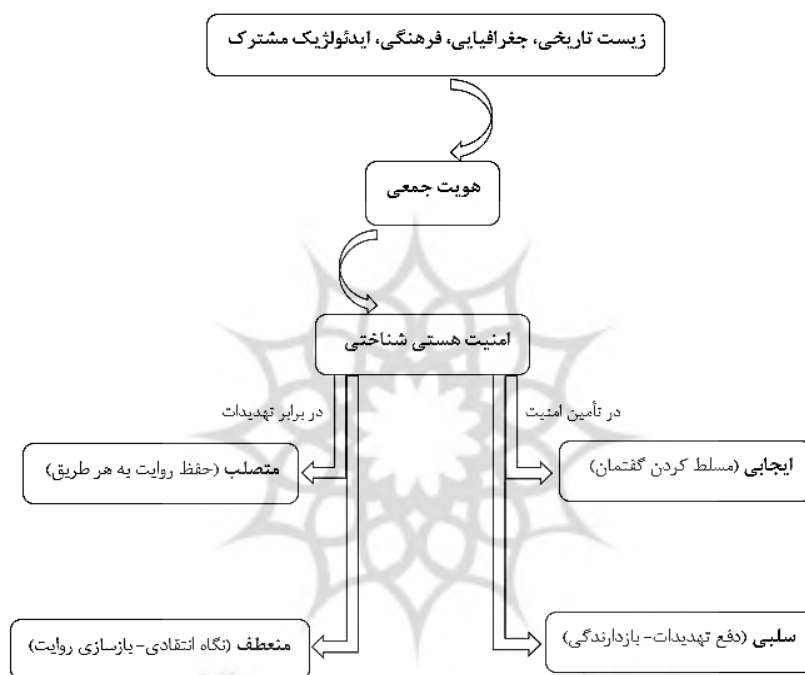 زیست تاریخی، جغرافیایی، فرهنگی، ایدئولژیک مشترک
هویت جمعی
امنیت هستی شناختی
در تأمین امنیت
در برابر تهدیدات
ایجابی (مسلط کردن گفتمان)
متصلب (حفظ روایت به هر طریق)
سلبی (دفع تهدیدات- بازدارندگی)
منعطف (نگاه انتقادی- بازسازی روایت)